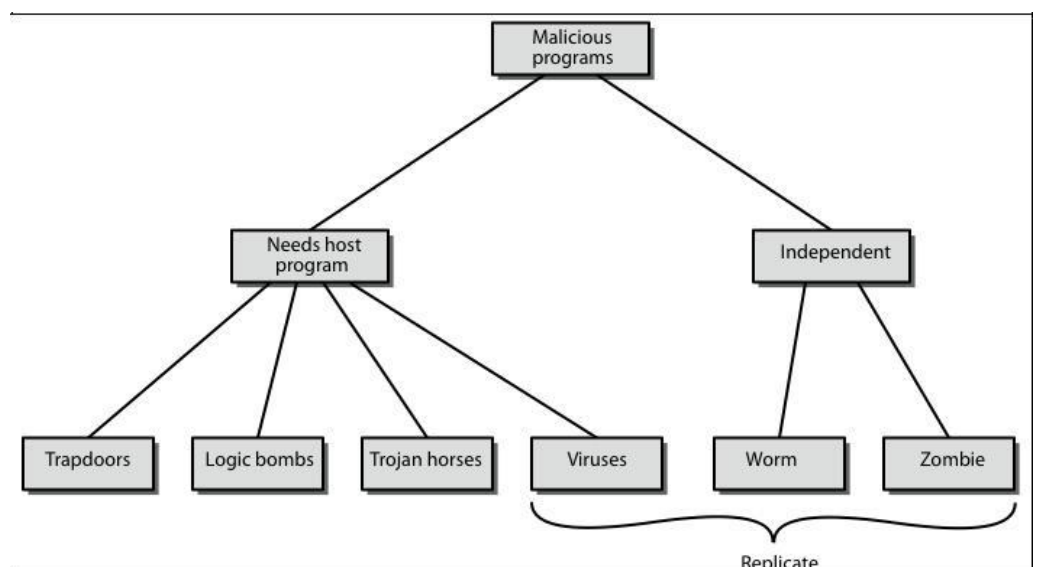 Malicious
programs
Needs host
program
Independent
Trapdoors
Logic bombs
Trojan horses
Viruses
Worm
Zombie
Replicate